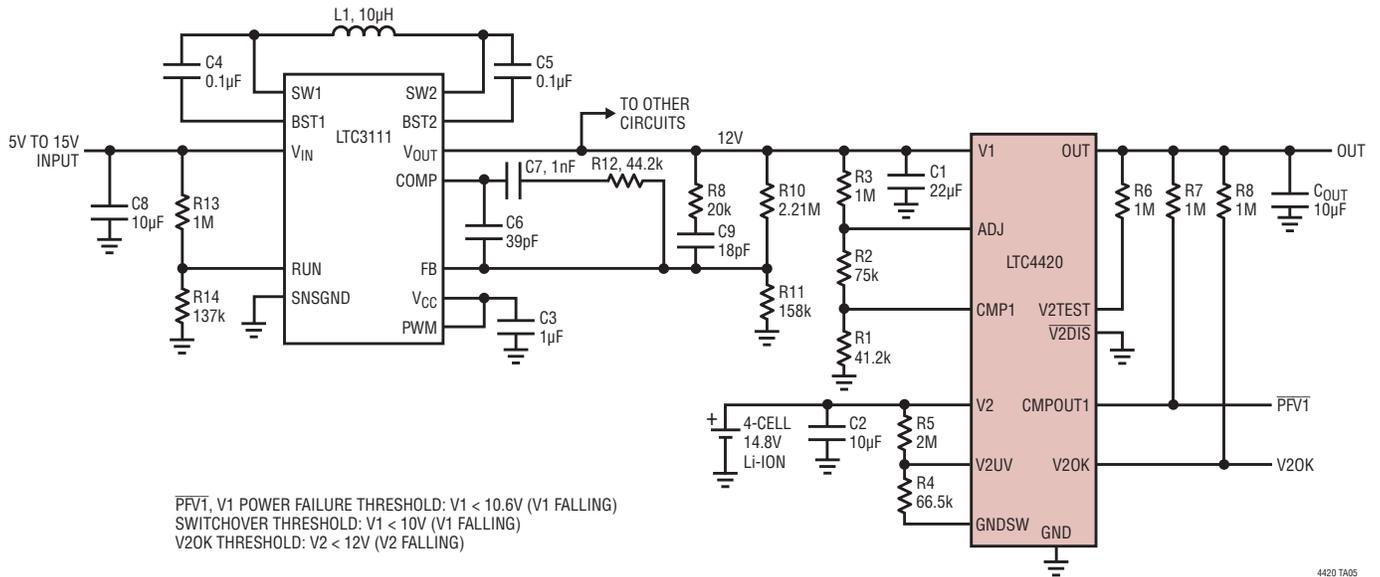 L1, 10µH
C4
0.1µF
C5
0.1µF
SW1
SW2
BST1
BST2
LTC3111
TO OTHER
CIRCUITS
5V TO 15V
INPUT
VIN
VOUT
12V
COMP
C7, 1nF
R12, 44.2k
C8
10µF
R13
1M
C6
39pF
R8
20k
C9
18pF
R10
2.21M
R3
1M
C1
22µF
RUN
FB
SNSGND
VCC
PWM
R14
137k
C3
1µF
R11
158k
R2
75k
R1
41.2k
V1
OUT
OUT
ADJ
LTC4420
CMP1
V2TEST
V2DIS
R6
1M
R7
1M
R8
1M
COUT
10µF
V2
CMPOUT1
PFV1
+
4-CELL
14.8V
Li-ION
C2
10µF
R5
2M
V2UV
V2OK
V2OK
R4
66.5k
GNDSW
GND
PFV1, V1 POWER FAILURE THRESHOLD: V1 < 10.6V (V1 FALLING)
SWITCHOVER THRESHOLD: V1 < 10V (V1 FALLING)
V2OK THRESHOLD: V2 < 12V (V2 FALLING)
4420 TA05